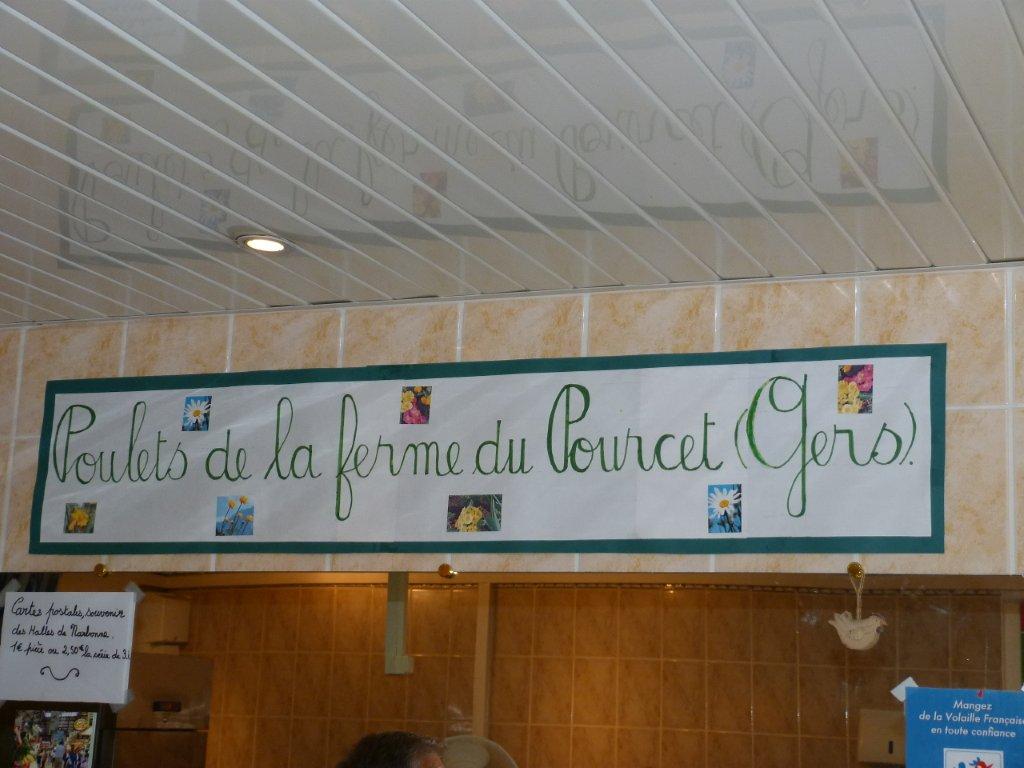 Poulets de la ferme du Pourcet (Gers).
Cartes postales, souvenir
des Halles de Narbonne.
1€ pièce ou 2,50€ la série de 3.
Mangez
de la Volaille Française
en toute confiance